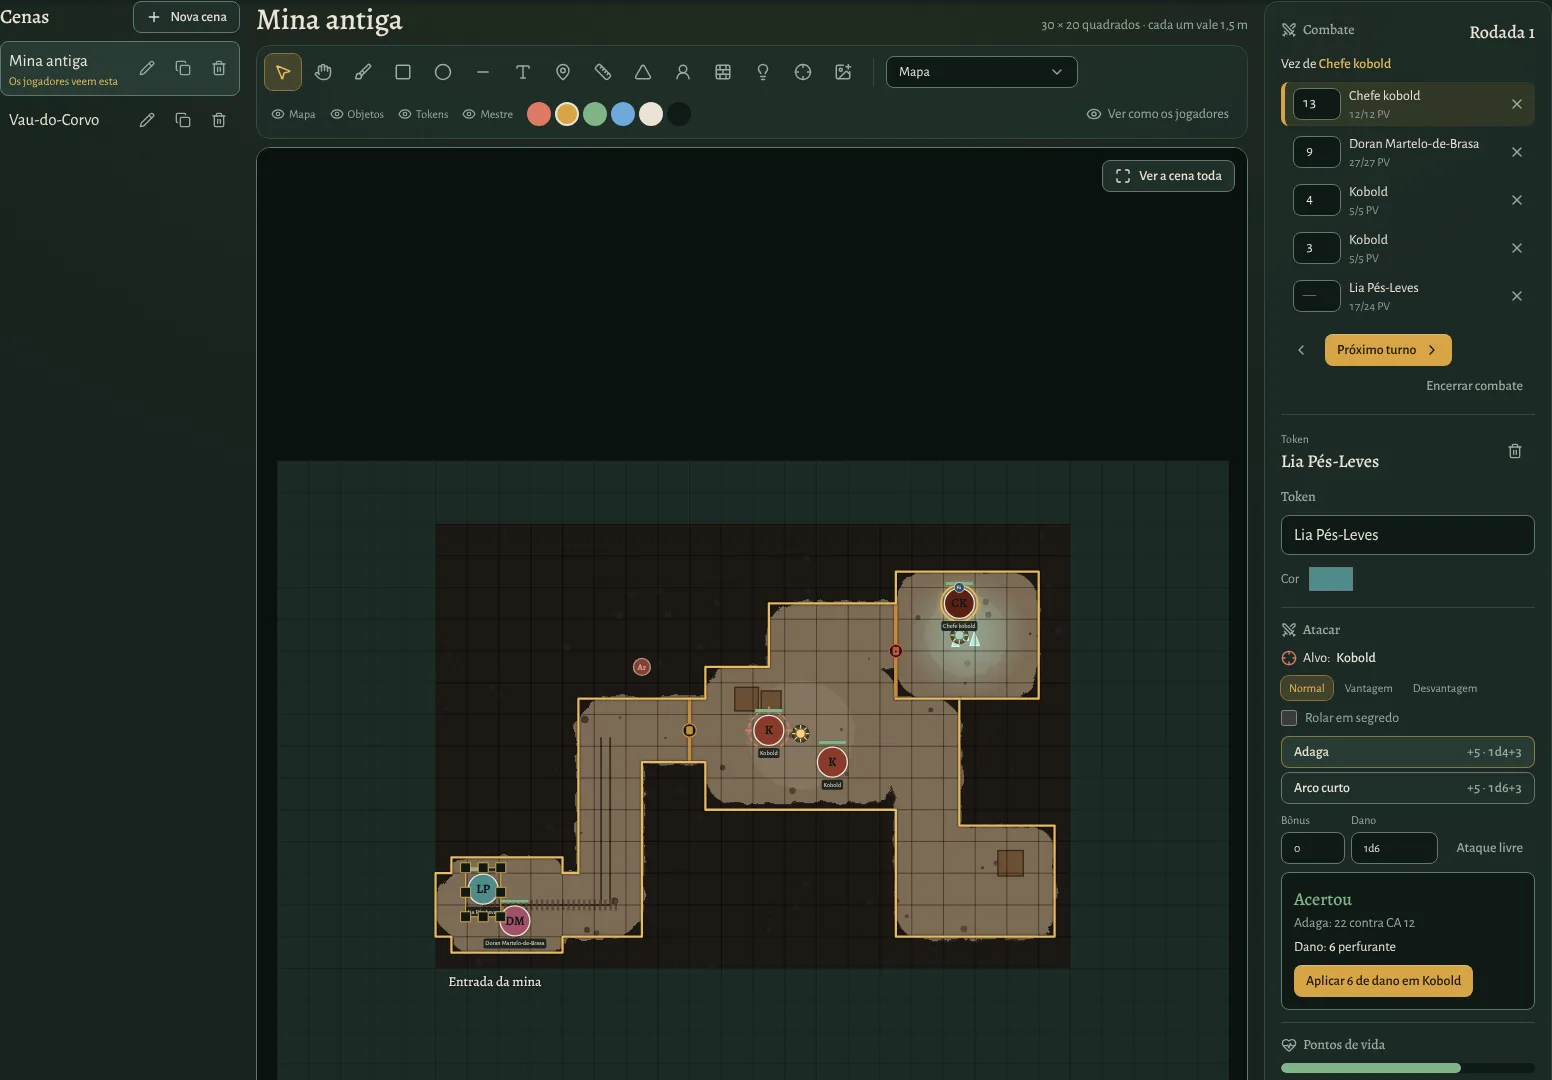 Cenas
Nova cena
Mina antiga
Os jogadores veem esta
Vau-do-Corvo
Mina antiga
30 × 20 quadrados · cada um vale 1,5 m
Mapa
Mapa
Objetos
Tokens
Mestre
Ver como os jogadores
Ver a cena toda
CK
Chefe kobold
Ar
K
Kobold
K
Kobold
LP
DM
Doran Martelo-de-Brasa
Entrada da mina
Combate
Rodada 1
Vez de Chefe kobold
13
Chefe kobold
12/12 PV
9
Doran Martelo-de-Brasa
27/27 PV
4
Kobold
5/5 PV
3
Kobold
5/5 PV
—
Lia Pés-Leves
17/24 PV
Próximo turno
Encerrar combate
Token
Lia Pés-Leves
Token
Lia Pés-Leves
Cor
Atacar
Alvo: Kobold
Normal
Vantagem
Desvantagem
Rolar em segredo
Adaga
+5 · 1d4+3
Arco curto
+5 · 1d6+3
Bônus
Dano
0
1d6
Ataque livre
Acertou
Adaga: 22 contra CA 12
Dano: 6 perfurante
Aplicar 6 de dano em Kobold
Pontos de vida